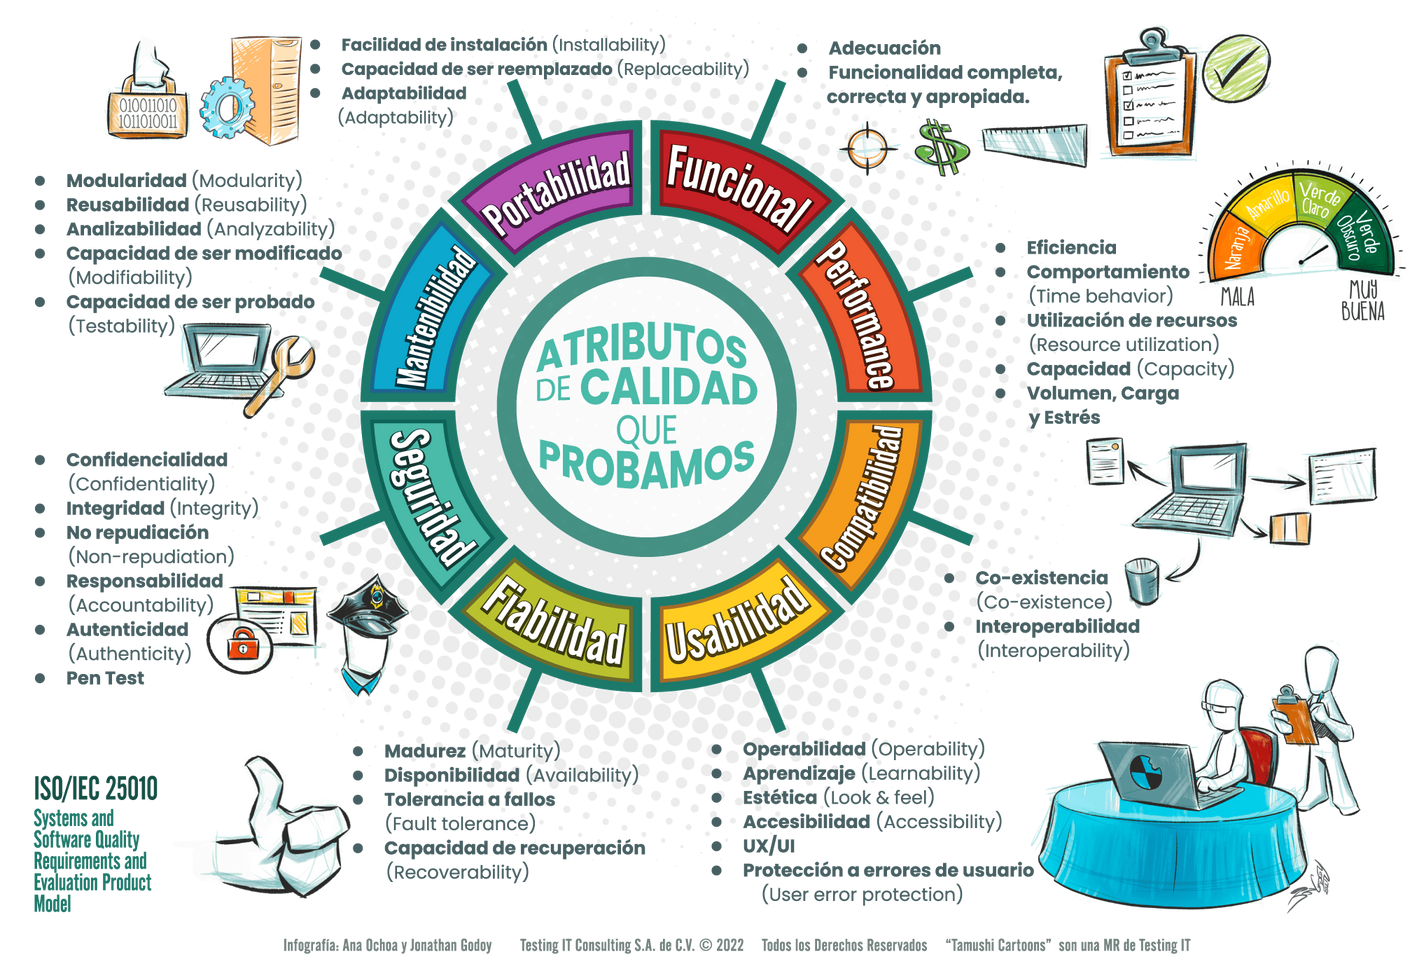 Facilidad de instalación (Installability)
Capacidad de ser reemplazado (Replaceability)
Adaptabilidad
(Adaptability)
Adecuación
Funcionalidad completa,
correcta y apropiada.
010011010
1011010011
Modularidad (Modularity)
Reusabilidad (Reusability)
Analizabilidad (Analyzability)
Capacidad de ser modificado
(Modifiability)
Capacidad de ser probado
(Testability)
Portabilidad
Funcional
Mantenibilidad
Performance
Seguridad
Compatibilidad
Fiabilidad
Usabilidad
ATRIBUTOS
DE CALIDAD
QUE
PROBAMOS
Naranja
Amarillo
Verde
Claro
Verde
Obscuro
MALA
MUY
BUENA
Eficiencia
Comportamiento
(Time behavior)
Utilización de recursos
(Resource utilization)
Capacidad (Capacity)
Volumen, Carga
y Estrés
Confidencialidad
(Confidentiality)
Integridad (Integrity)
No repudiación
(Non-repudiation)
Responsabilidad
(Accountability)
Autenticidad
(Authenticity)
Pen Test
Co-existencia
(Co-existence)
Interoperabilidad
(Interoperability)
Madurez (Maturity)
Disponibilidad (Availability)
Tolerancia a fallos
(Fault tolerance)
Capacidad de recuperación
(Recoverability)
Operabilidad (Operability)
Aprendizaje (Learnability)
Estética (Look & feel)
Accesibilidad (Accessibility)
UX/UI
Protección a errores de usuario
(User error protection)
ISO/IEC 25010
Systems and
Software Quality
Requirements and
Evaluation Product
Model
Infografía: Ana Ochoa y Jonathan Godoy Testing IT Consulting S.A. de C.V. © 2022 Todos los Derechos Reservados “Tamushi Cartoons” son una MR de Testing IT